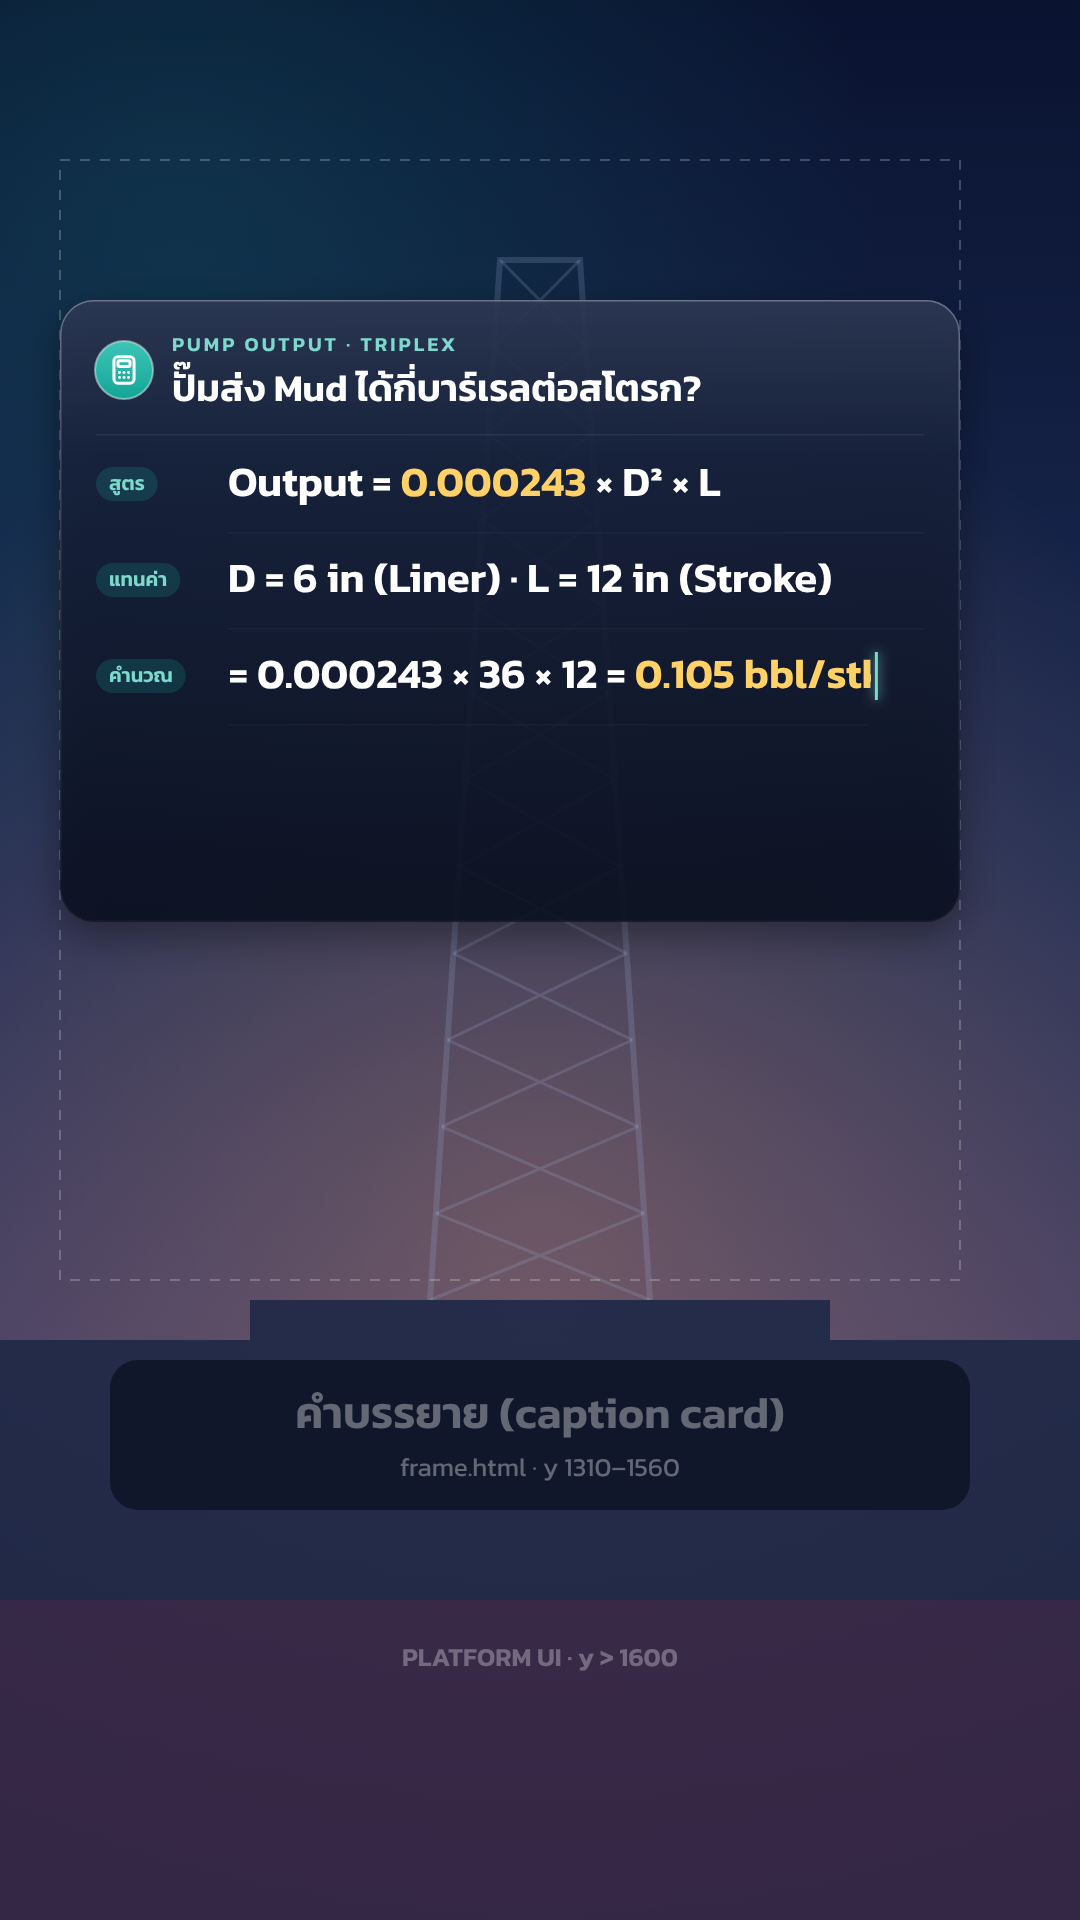 PUMP OUTPUT · TRIPLEX
ปั๊มส่ง Mud ได้กี่บาร์เรลต่อสโตรก?
สูตร Output = 0.000243 × D² × L
แทนค่า D = 6 in (Liner) · L = 12 in (Stroke)
คำนวณ = 0.000243 × 36 × 12 = 0.105 bbl/stk
คำบรรยาย (caption card)
frame.html · y 1310–1560
PLATFORM UI · y > 1600